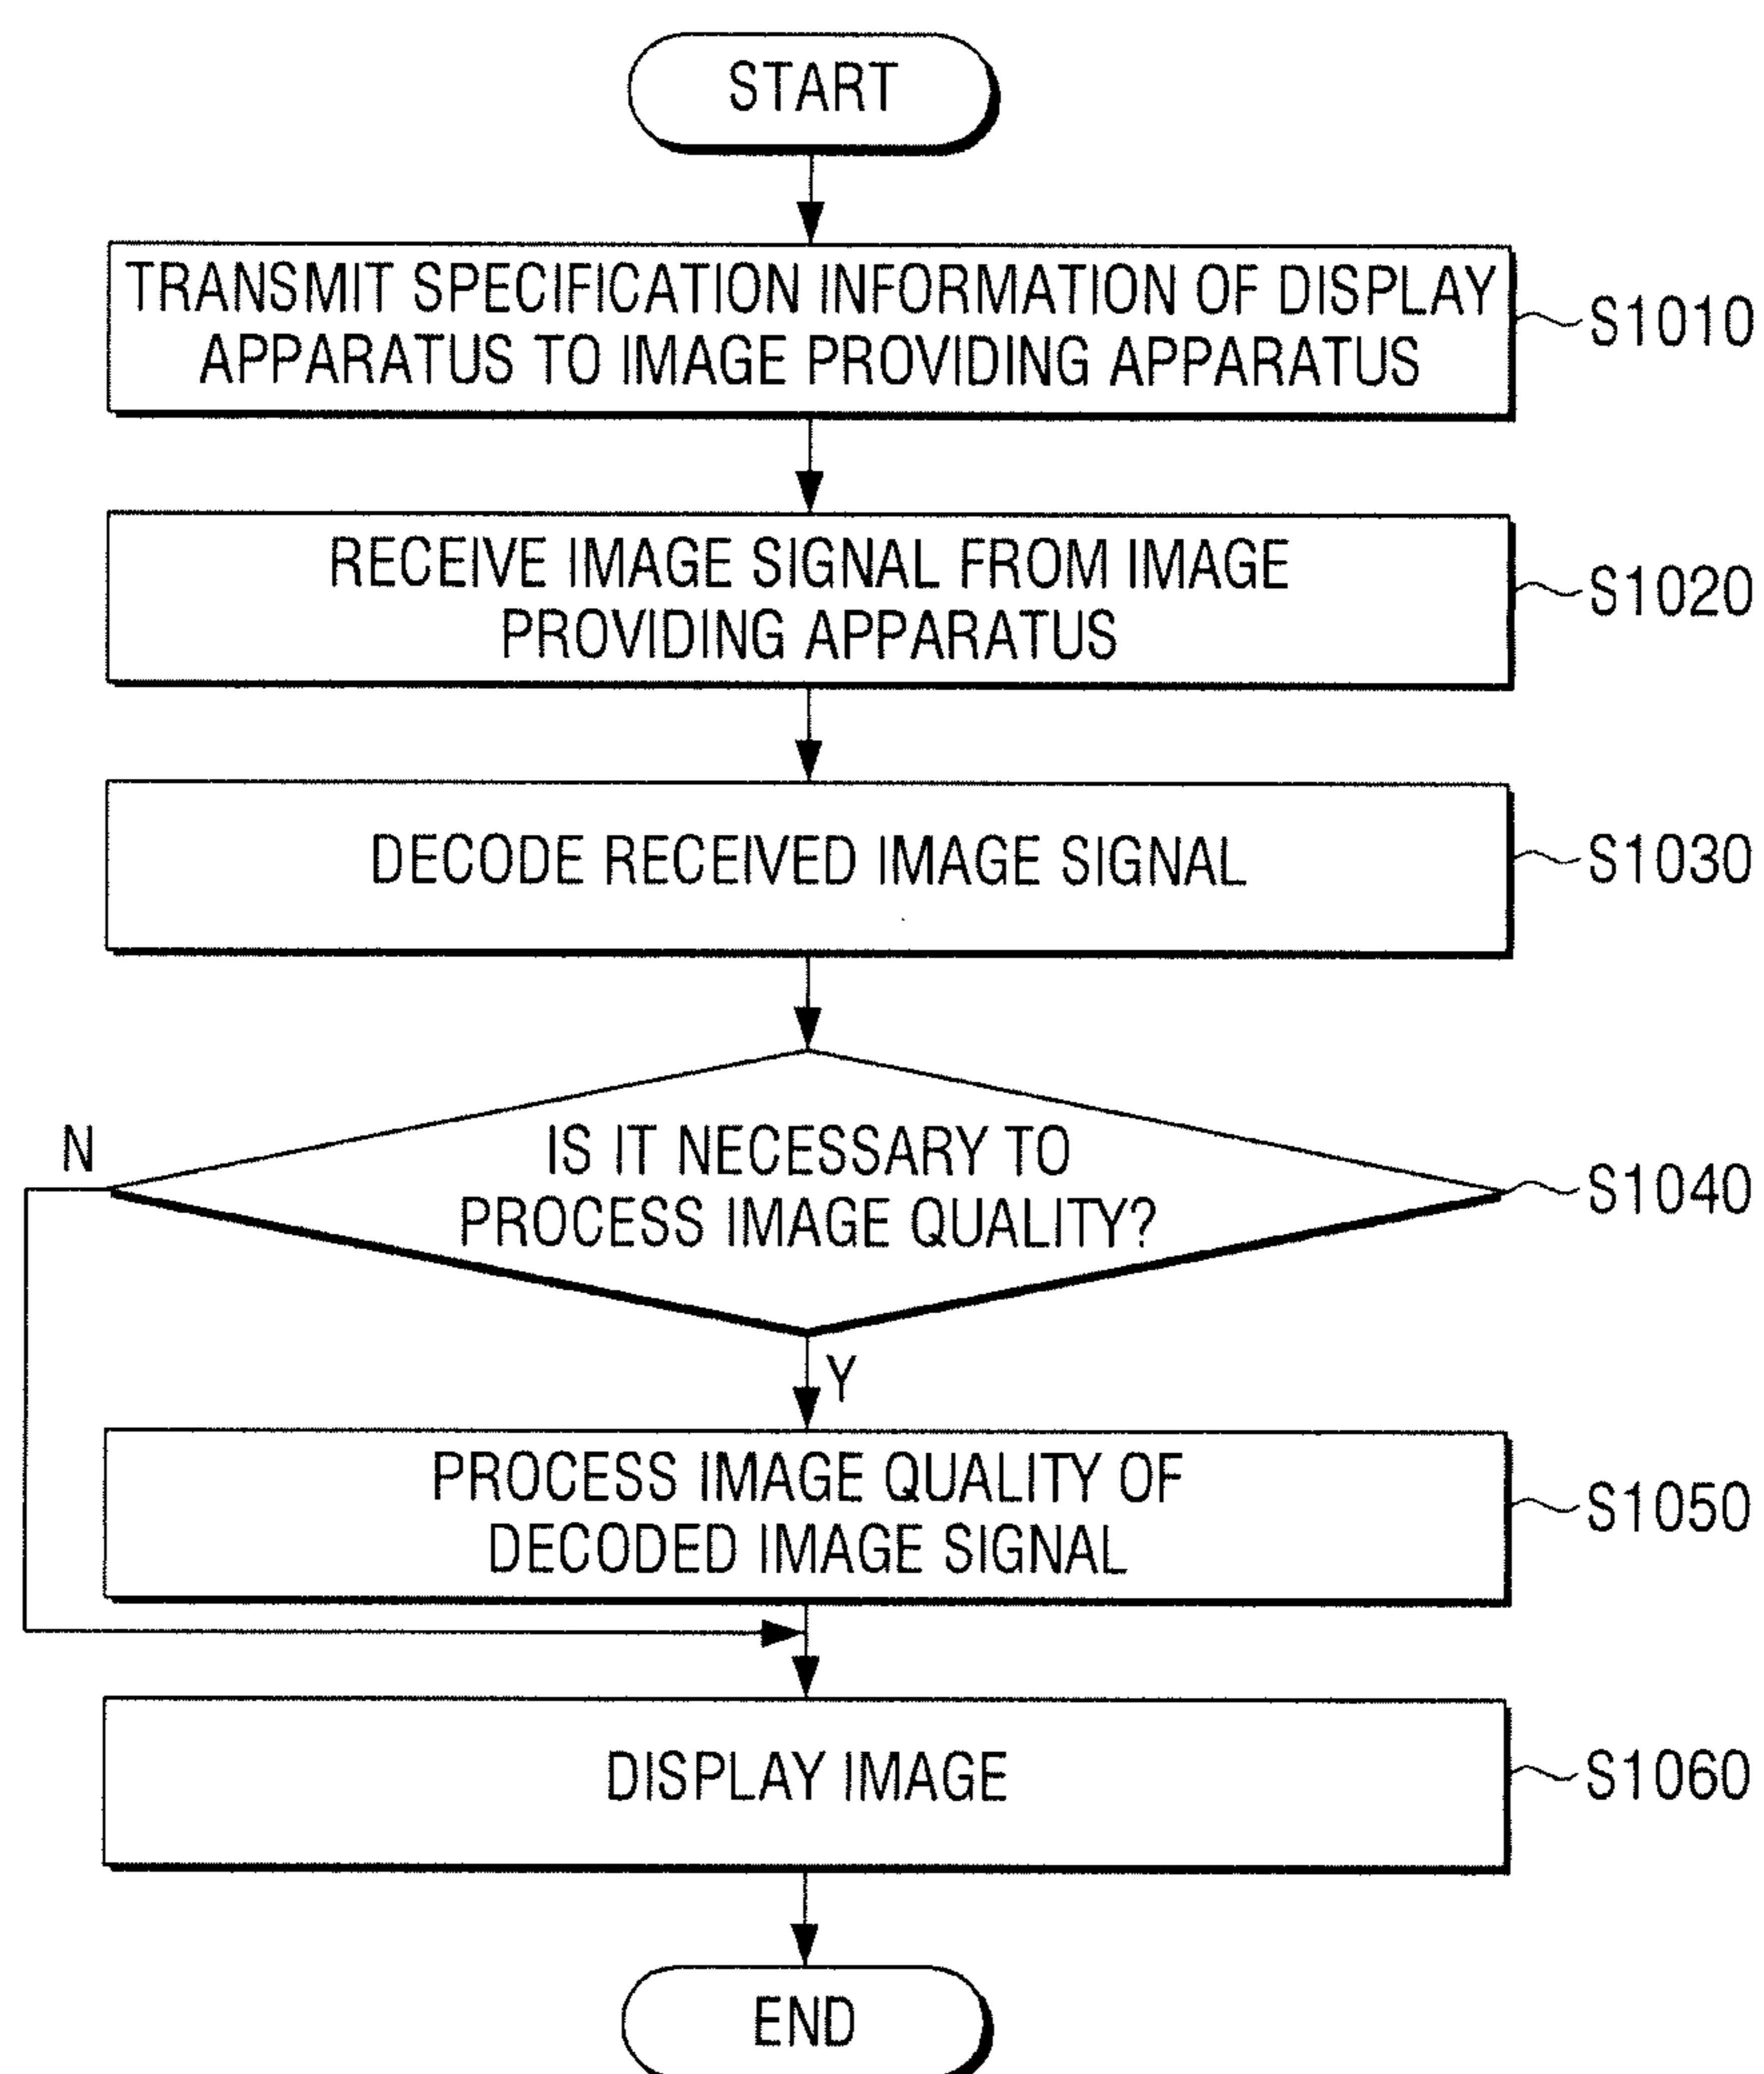 START
TRANSMIT SPECIFICATION INFORMATION OF DISPLAY
APPARATUS TO IMAGE PROVIDING APPARATUS
S1010
RECEIVE IMAGE SIGNAL FROM IMAGE
PROVIDING APPARATUS
S1020
DECODE RECEIVED IMAGE SIGNAL
S1030
IS IT NECESSARY TO
PROCESS IMAGE QUALITY?
S1040
N
Y
PROCESS IMAGE QUALITY OF
DECODED IMAGE SIGNAL
S1050
DISPLAY IMAGE
S1060
END